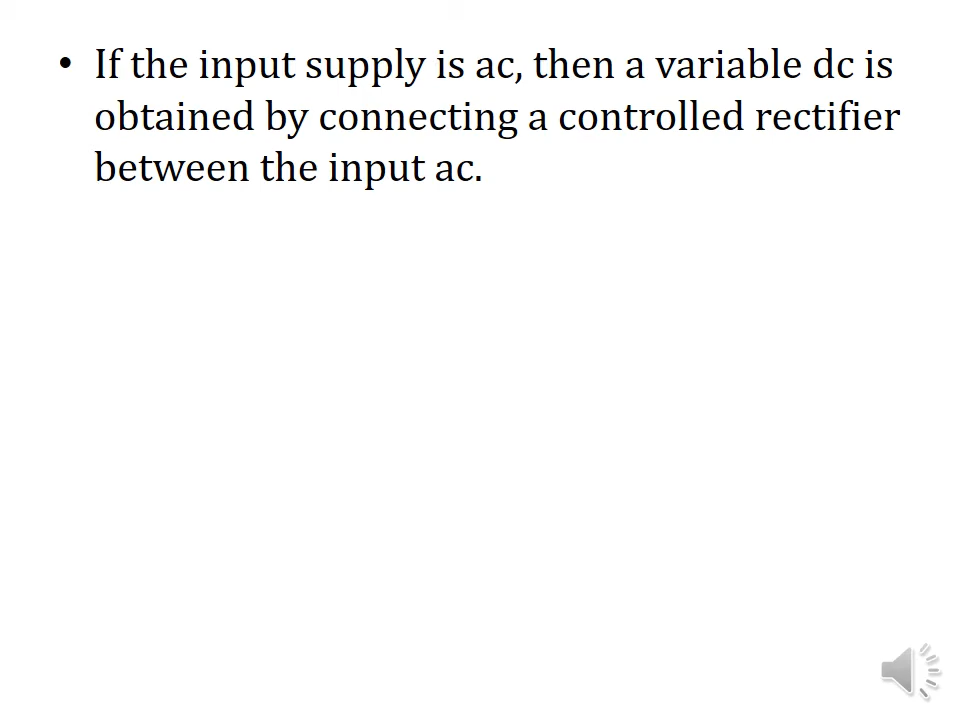 • If the input supply is ac, then a variable dc is
obtained by connecting a controlled rectifier
between the input ac.